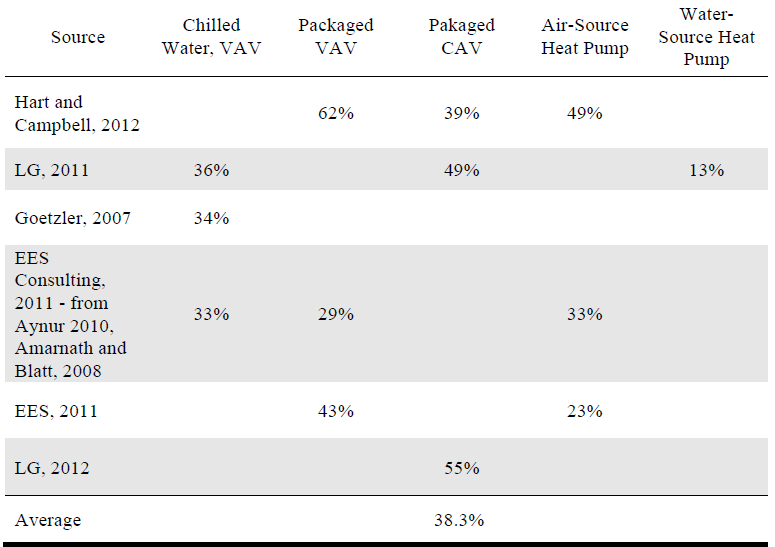 Source Chilled Water, VAV Packaged VAV Pakaged CAV Air-Source Heat Pump Water-Source Heat Pump
Hart and
Campbell, 2012 62% 39% 49%
LG, 2011 36% 49% 13%
Goetzler, 2007 34%
EES
Consulting,
2011 - from
Aynur 2010, 33% 29% 33%
Amarnath and
Blatt, 2008
EES, 2011 43% 23%
LG, 2012 55%
Average 38.3%